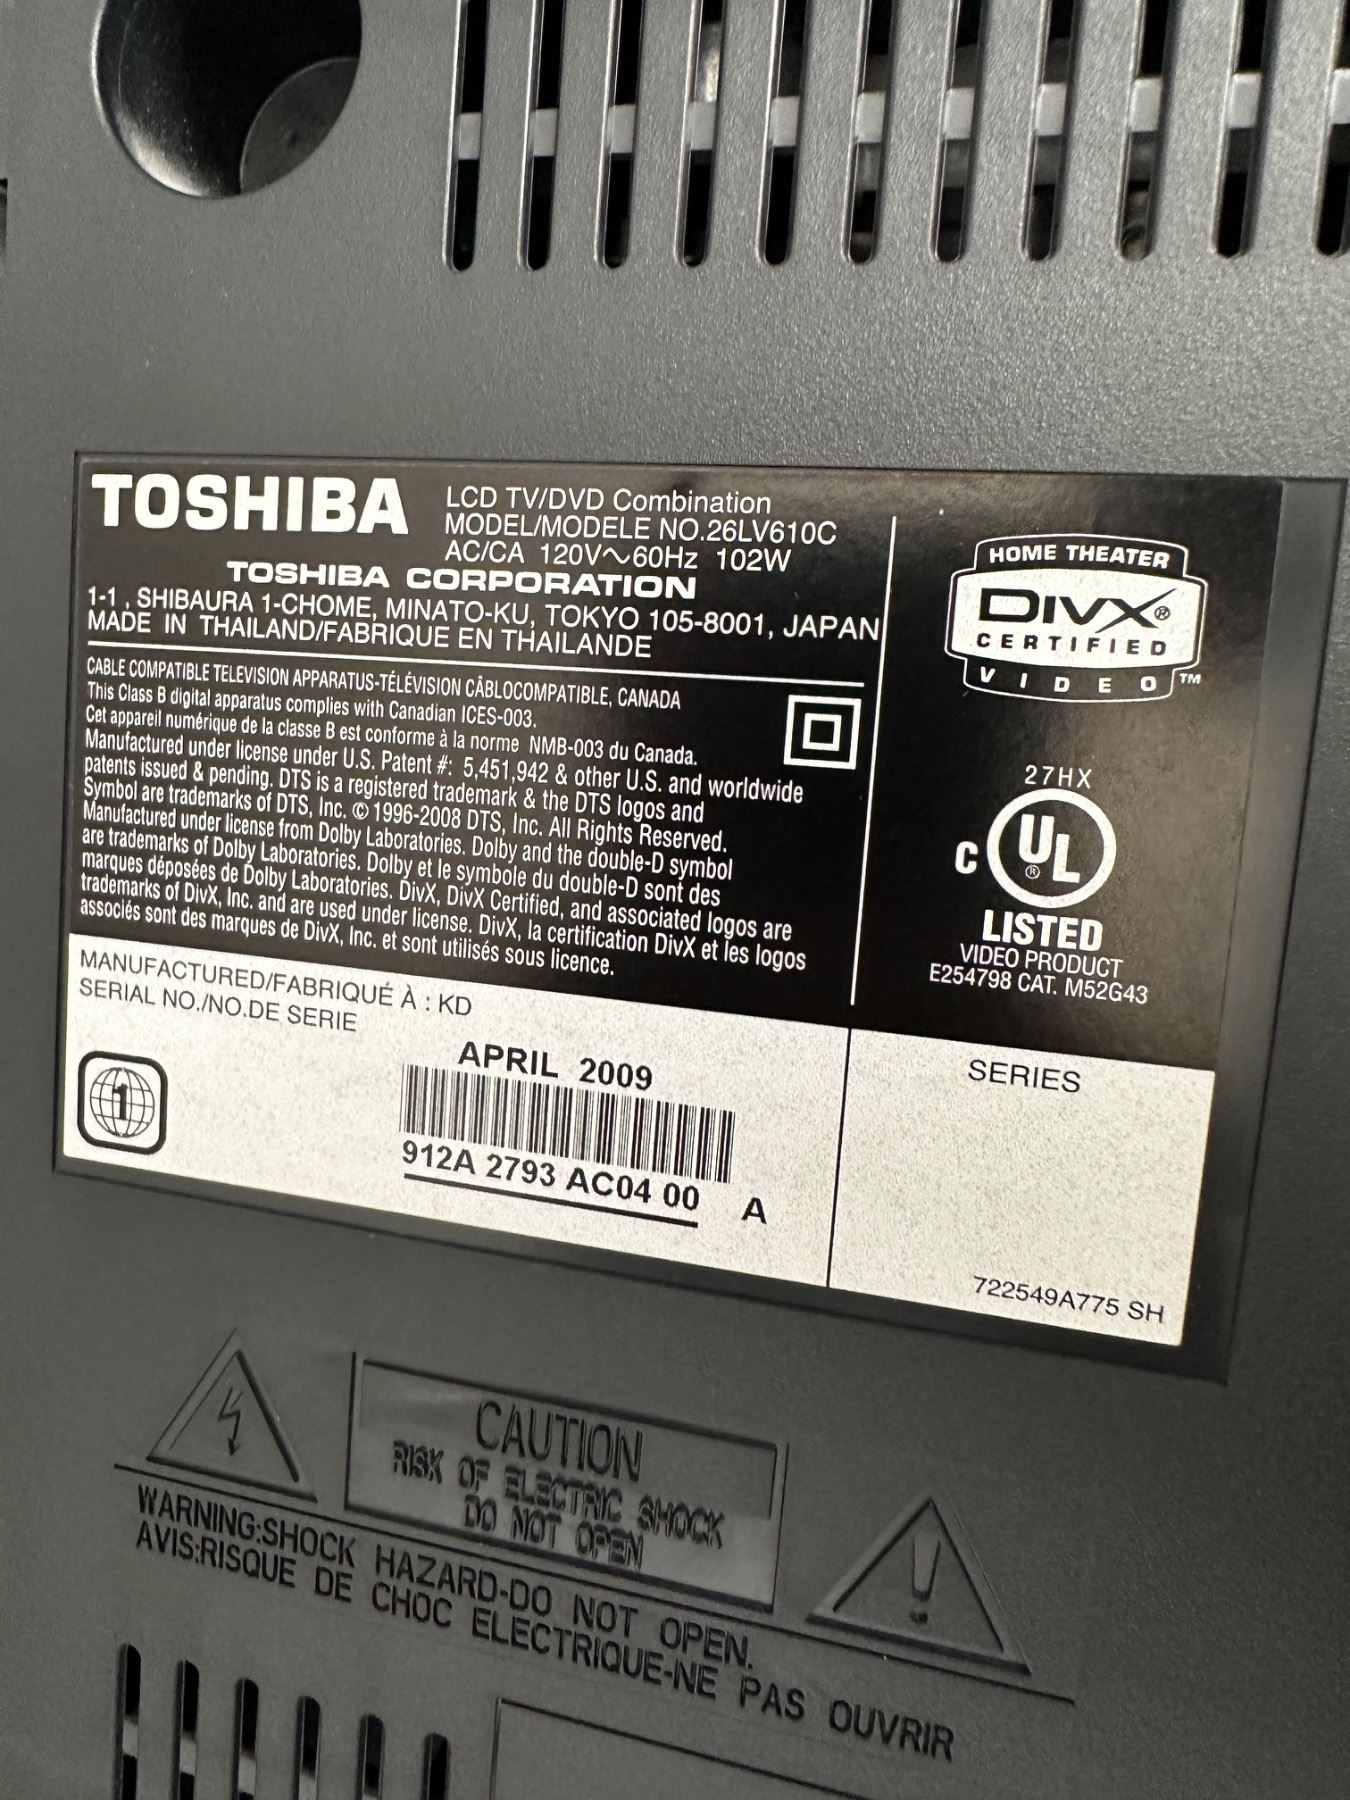 TOSHIBA
LCD TV/DVD Combination
MODEL/MODELE NO.26LV610C
AC/CA 120V～60Hz 102W
TOSHIBA CORPORATION
1-1 , SHIBAURA 1-CHOME, MINATO-KU, TOKYO 105-8001, JAPAN
MADE IN THAILAND/FABRIQUE EN THAILANDE
CABLE COMPATIBLE TELEVISION APPARATUS-TÉLÉVISION CÂBLOCOMPATIBLE, CANADA
This Class B digital apparatus complies with Canadian ICES-003.
Cet appareil numérique de la classe B est conforme à la norme NMB-003 du Canada.
Manufactured under license under U.S. Patent #: 5,451,942 & other U.S. and worldwide
patents issued & pending. DTS is a registered trademark & the DTS logos and
Symbol are trademarks of DTS, Inc. © 1996-2008 DTS, Inc. All Rights Reserved.
Manufactured under license from Dolby Laboratories. Dolby and the double-D symbol
are trademarks of Dolby Laboratories. Dolby et le symbole du double-D sont des
marques déposées de Dolby Laboratories. DivX, DivX Certified, and associated logos are
trademarks of DivX, Inc. and are used under license. DivX, la certification DivX et les logos
associés sont des marques de DivX, Inc. et sont utilisés sous licence.
HOME THEATER
DIVX®
CERTIFIED
VIDEO™
27HX
C UL ®
LISTED
VIDEO PRODUCT
E254798 CAT. M52G43
MANUFACTURED/FABRIQUÉ À : KD
SERIAL NO./NO.DE SERIE
1
APRIL 2009
912A 2793 AC04 00 A
SERIES
722549A775 SH
CAUTION
RISK OF ELECTRIC SHOCK
DO NOT OPEN
WARNING:SHOCK HAZARD-DO NOT OPEN.
AVIS:RISQUE DE CHOC ELECTRIQUE-NE PAS OUVRIR